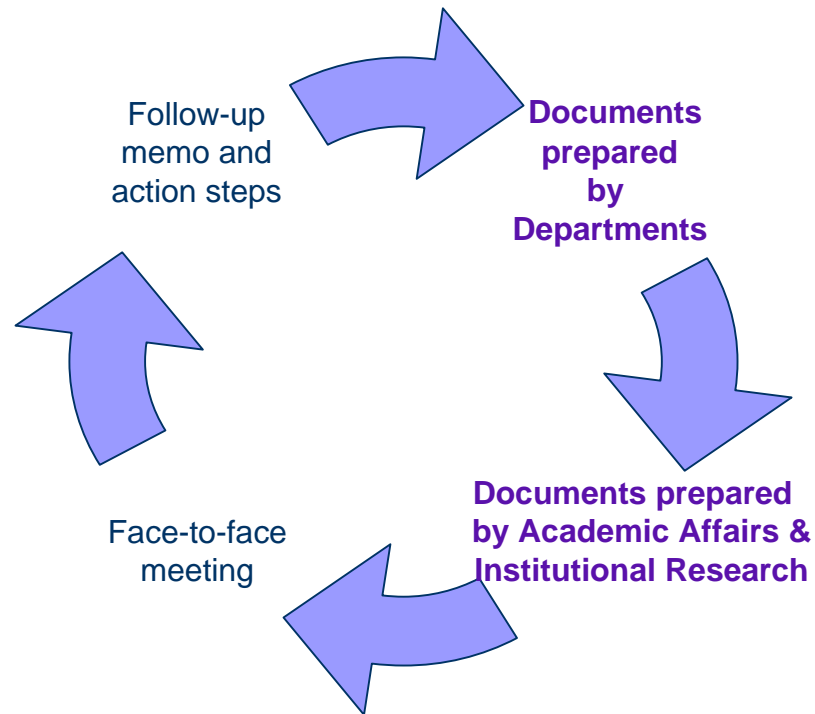 Follow-up
memo and
action steps
Documents
prepared
by
Departments
Documents prepared
by Academic Affairs &
Institutional Research
Face-to-face
meeting